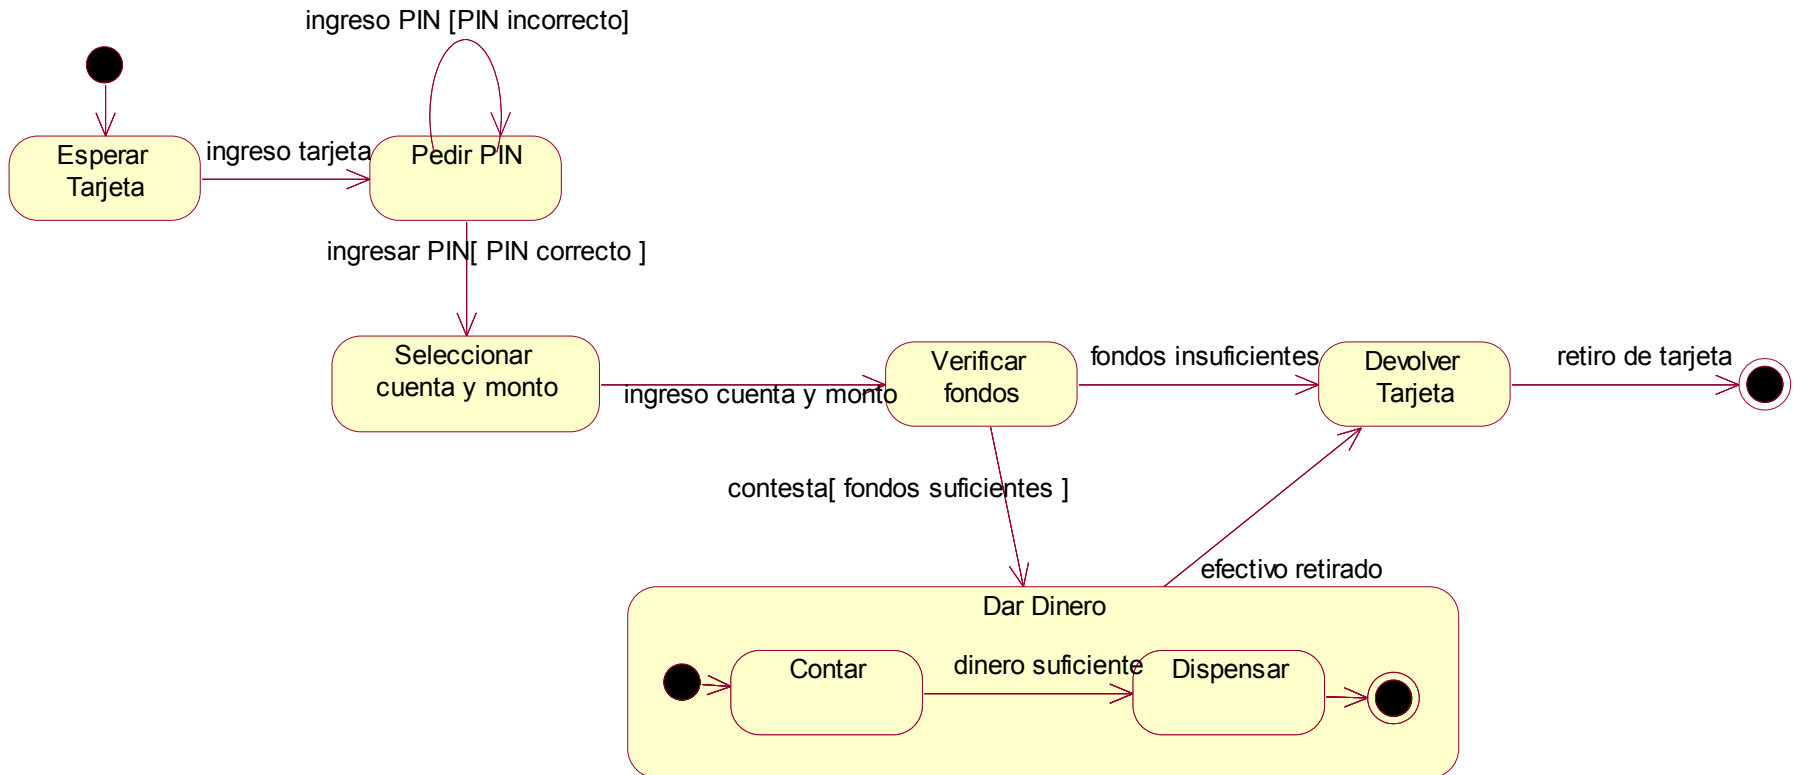 ingreso PIN [PIN incorrecto]
Esperar
Tarjeta
ingreso tarjeta
Pedir PIN
ingresar PIN[ PIN correcto ]
Seleccionar
cuenta y monto
ingreso cuenta y monto
Verificar
fondos
fondos insuficientes
Devolver
Tarjeta
retiro de tarjeta
contesta[ fondos suficientes ]
efectivo retirado
Dar Dinero
Contar
dinero suficiente
Dispensar